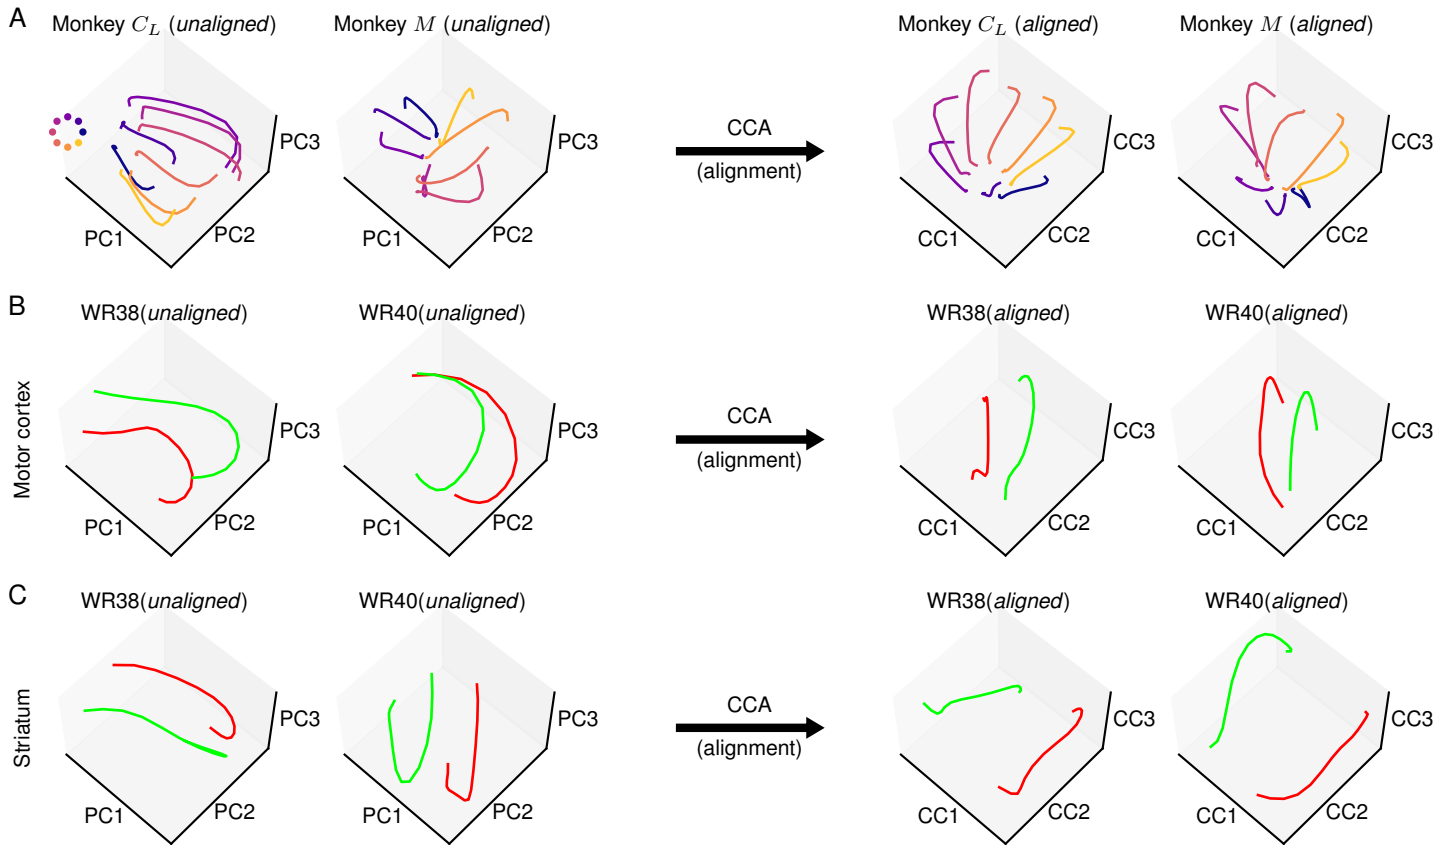 A
Monkey C_L (unaligned)
Monkey M (unaligned)
Monkey C_L (aligned)
Monkey M (aligned)
PC3
PC1
PC2
PC3
PC1
PC2
CCA
(alignment)
CC3
CC1
CC2
CC3
CC1
CC2
B
Motor cortex
WR38(unaligned)
WR40(unaligned)
WR38(aligned)
WR40(aligned)
PC3
PC1
PC2
PC3
PC1
PC2
CCA
(alignment)
CC3
CC1
CC2
CC3
CC1
CC2
C
Striatum
WR38(unaligned)
WR40(unaligned)
WR38(aligned)
WR40(aligned)
PC3
PC1
PC2
PC3
PC1
PC2
CCA
(alignment)
CC3
CC1
CC2
CC3
CC1
CC2